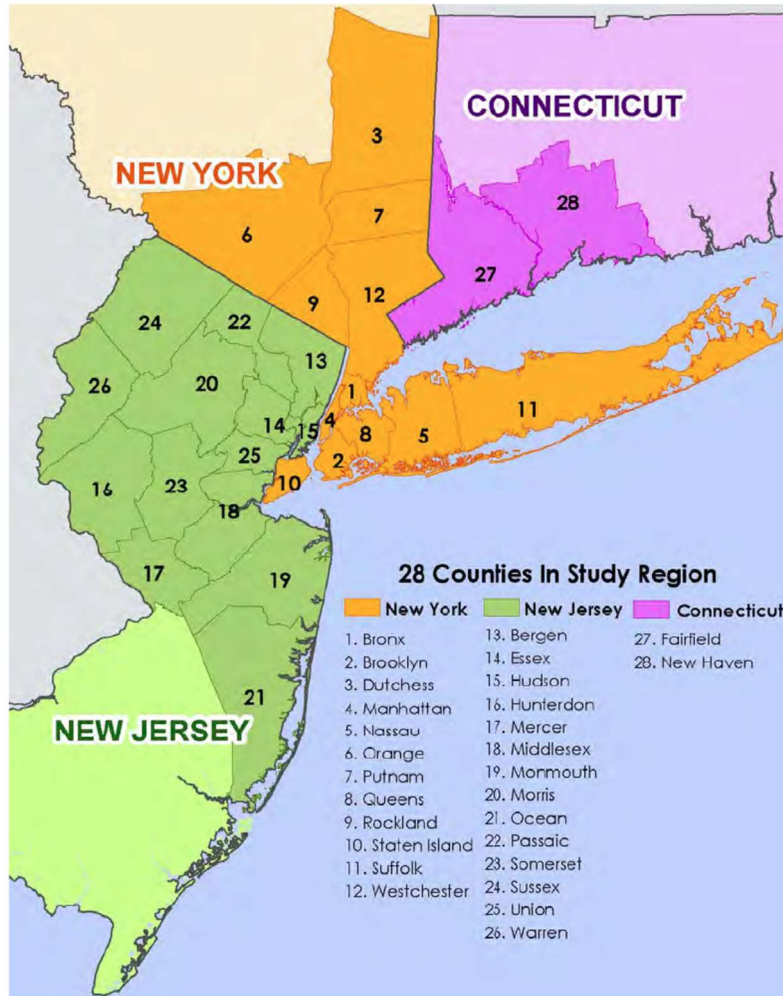 CONNECTICUT
3
NEW YORK
28
7
6
27
12
9
24
22
13
20
26
1
14
4
11
15
8
5
25
2
16
23
10
18
17
19
28 Counties In Study Region
New York
New Jersey
Connecticut
1. Bronx
2. Brooklyn
3. Dutchess
4. Manhattan
5. Nassau
6. Orange
7. Putnam
8. Queens
9. Rockland
10. Staten Island
11. Suffolk
12. Westchester
13. Bergen
14. Essex
15. Hudson
16. Hunterdon
17. Mercer
18. Middlesex
19. Monmouth
20. Morris
21. Ocean
22. Passaic
23. Somerset
24. Sussex
25. Union
26. Warren
27. Fairfield
28. New Haven
21
NEW JERSEY